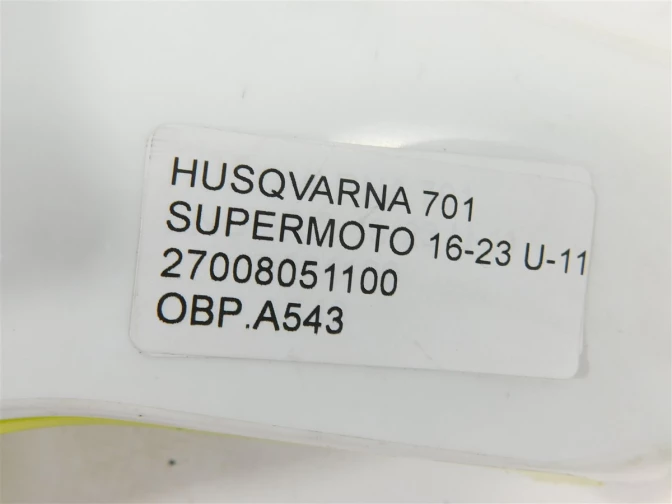 HUSQVARNA 701
SUPERMOTO 16-23 U-11
27008051100
OBP.A543